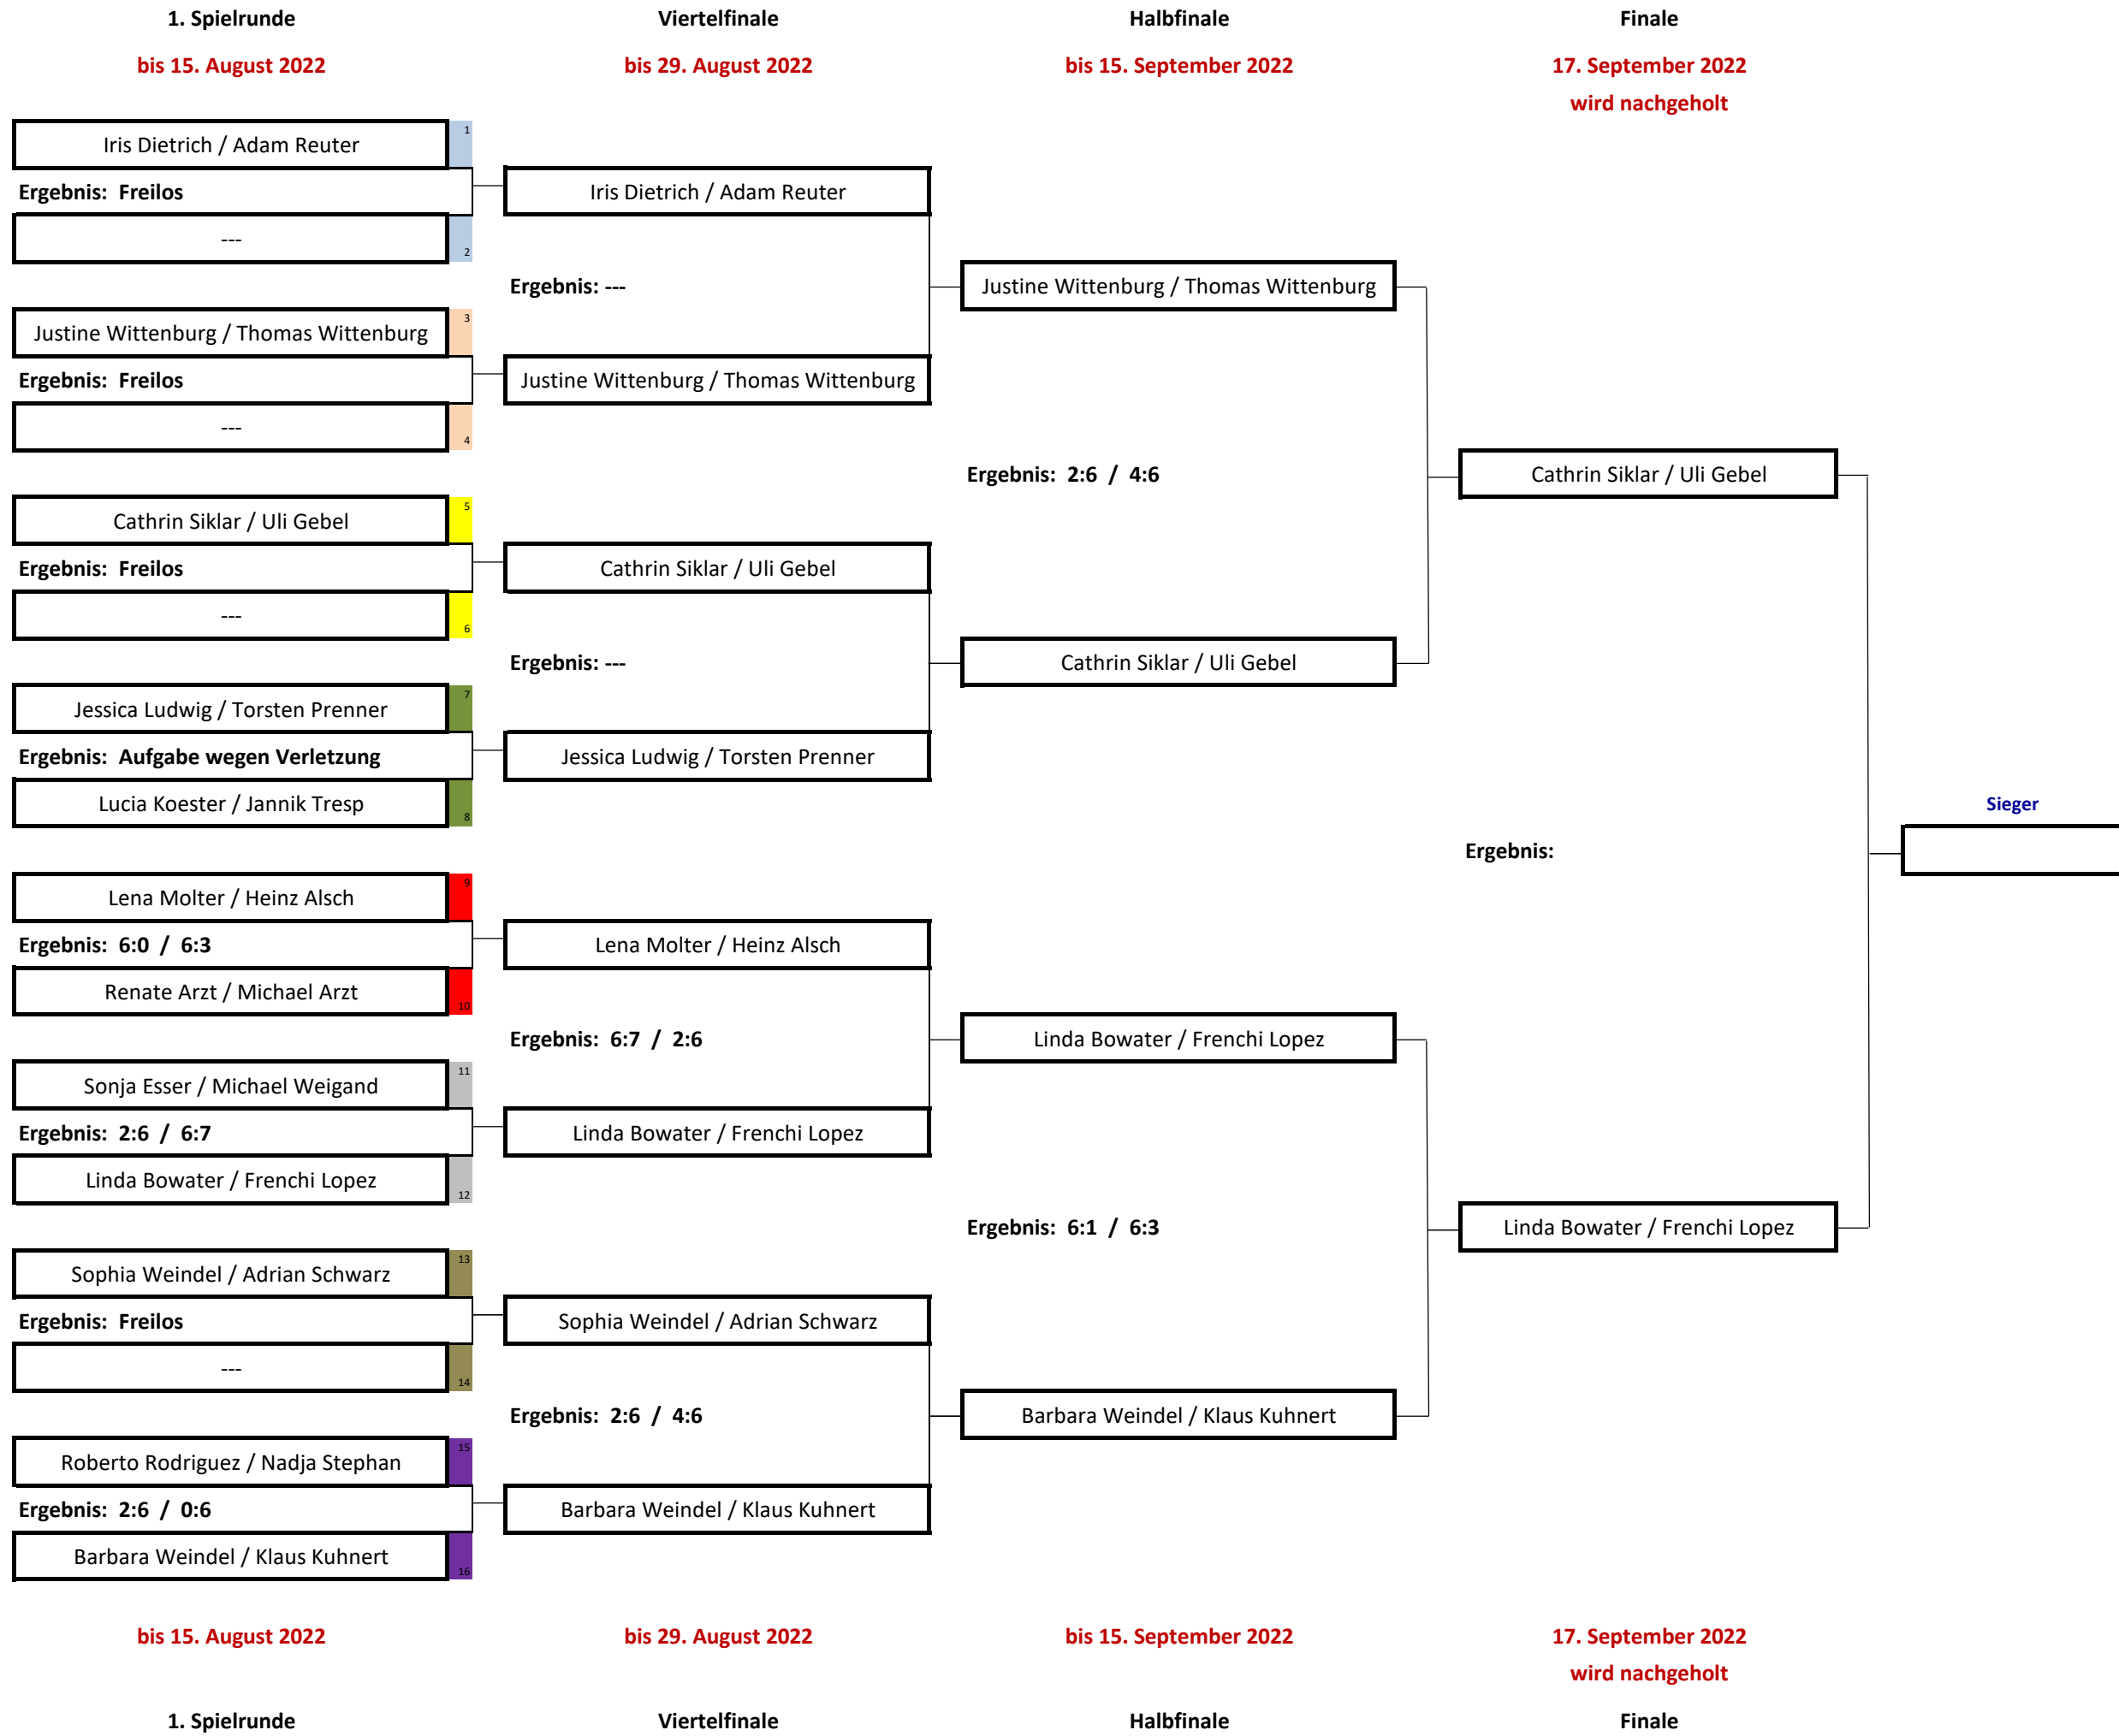 1. Spielrunde
Viertelfinale
Halbfinale
Finale
bis 15. August 2022
bis 29. August 2022
bis 15. September 2022
17. September 2022
wird nachgeholt
Iris Dietrich / Adam Reuter
1
Ergebnis: Freilos
---
2
Justine Wittenburg / Thomas Wittenburg
3
Ergebnis: Freilos
---
4
Cathrin Siklar / Uli Gebel
5
Ergebnis: Freilos
---
6
Jessica Ludwig / Torsten Prenner
7
Ergebnis: Aufgabe wegen Verletzung
Lucia Koester / Jannik Tresp
8
Lena Molter / Heinz Alsch
9
Ergebnis: 6:0 / 6:3
Renate Arzt / Michael Arzt
10
Sonja Esser / Michael Weigand
11
Ergebnis: 2:6 / 6:7
Linda Bowater / Frenchi Lopez
12
Sophia Weindel / Adrian Schwarz
13
Ergebnis: Freilos
---
14
Roberto Rodriguez / Nadja Stephan
15
Ergebnis: 2:6 / 0:6
Barbara Weindel / Klaus Kuhnert
16
Iris Dietrich / Adam Reuter
Ergebnis: ---
Justine Wittenburg / Thomas Wittenburg
Cathrin Siklar / Uli Gebel
Ergebnis: ---
Jessica Ludwig / Torsten Prenner
Lena Molter / Heinz Alsch
Ergebnis: 6:7 / 2:6
Linda Bowater / Frenchi Lopez
Sophia Weindel / Adrian Schwarz
Ergebnis: 2:6 / 4:6
Barbara Weindel / Klaus Kuhnert
Justine Wittenburg / Thomas Wittenburg
Ergebnis: 2:6 / 4:6
Cathrin Siklar / Uli Gebel
Linda Bowater / Frenchi Lopez
Ergebnis: 6:1 / 6:3
Barbara Weindel / Klaus Kuhnert
Cathrin Siklar / Uli Gebel
Ergebnis:
Linda Bowater / Frenchi Lopez
Sieger
bis 15. August 2022
bis 29. August 2022
bis 15. September 2022
17. September 2022
wird nachgeholt
1. Spielrunde
Viertelfinale
Halbfinale
Finale